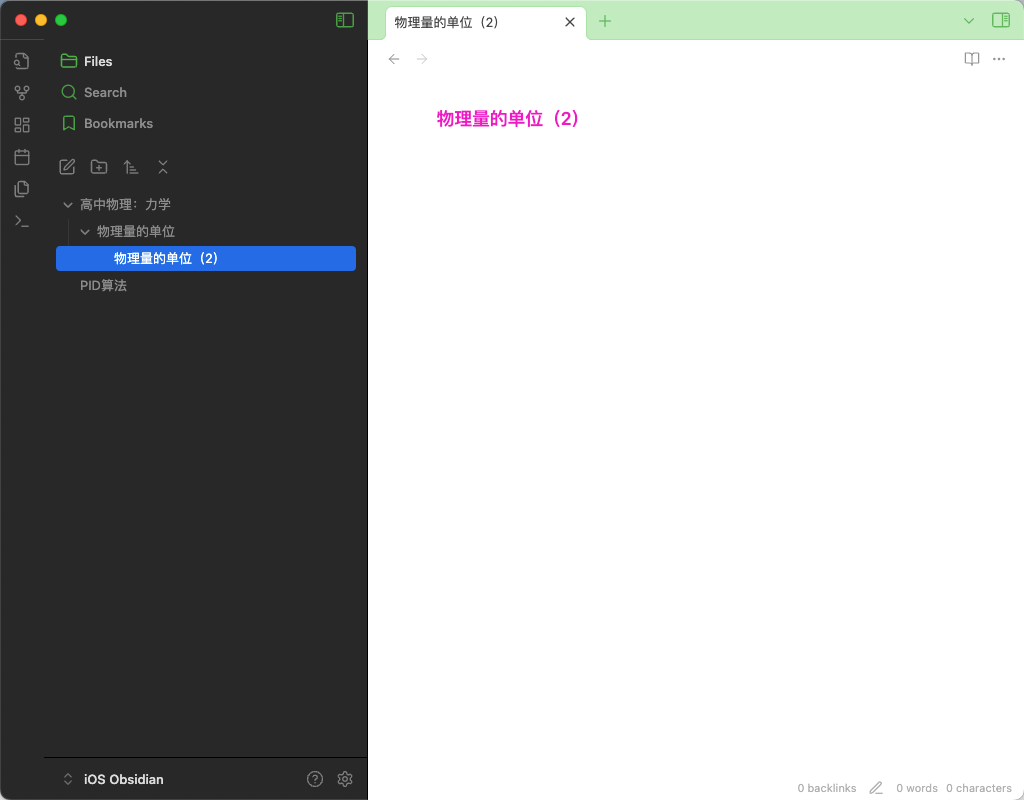 物理量的单位（2）
Files
Search
Bookmarks
高中物理：力学
物理量的单位
物理量的单位（2）
PID算法
iOS Obsidian
物理量的单位（2）
0 backlinks 0 words 0 characters